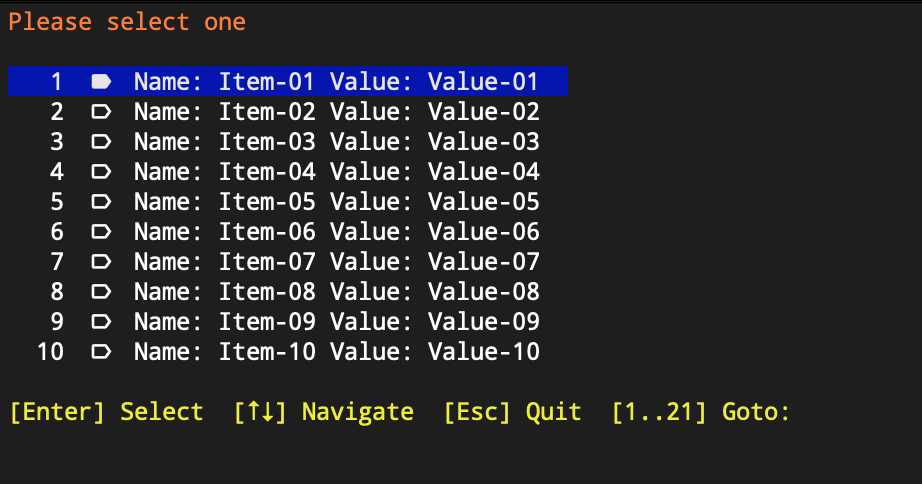 Please select one
1 Name: Item-01 Value: Value-01
2 Name: Item-02 Value: Value-02
3 Name: Item-03 Value: Value-03
4 Name: Item-04 Value: Value-04
5 Name: Item-05 Value: Value-05
6 Name: Item-06 Value: Value-06
7 Name: Item-07 Value: Value-07
8 Name: Item-08 Value: Value-08
9 Name: Item-09 Value: Value-09
10 Name: Item-10 Value: Value-10
[Enter] Select [↑↓] Navigate [Esc] Quit [1..21] Goto: